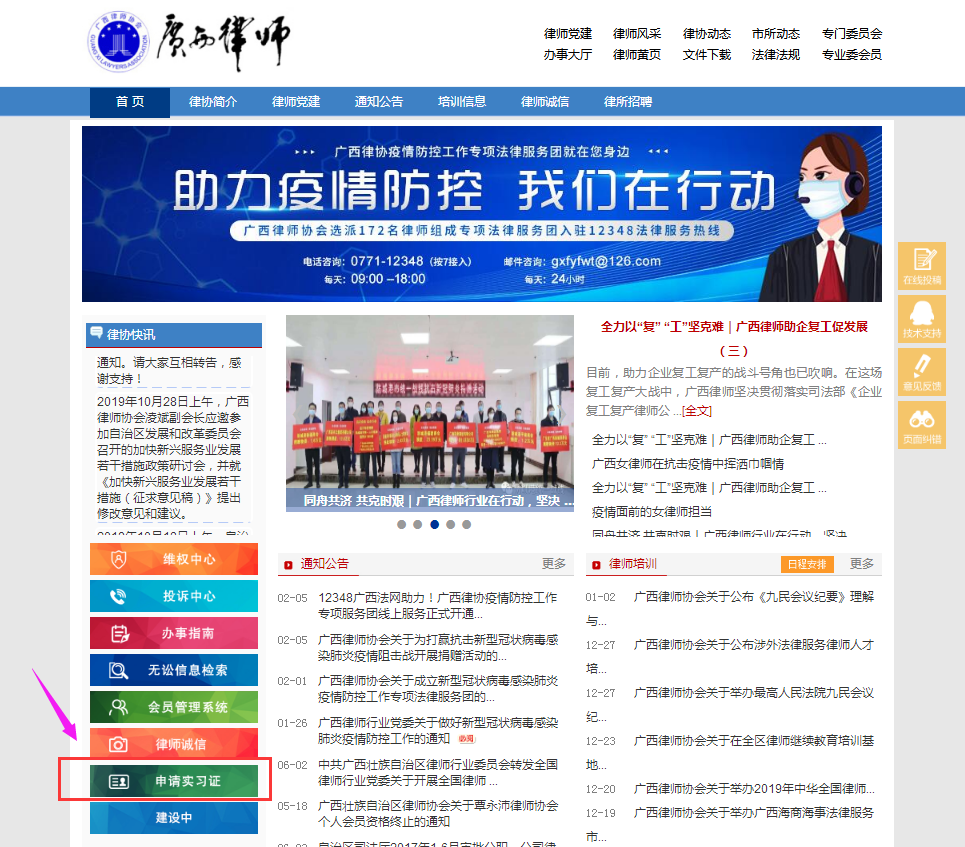 廣西律师
律师党建 律师风采 律协动态 市所动态 专门委员会
办事大厅 律师黄页 文件下载 法律法规 专业委会员
首 页 律协简介 律师党建 通知公告 培训信息 律师诚信 律所招聘
广西律协疫情防控工作专项法律服务团就在您身边
助力疫情防控 我们在行动
广西律师协会选派172名律师组成专项法律服务团入驻12348法律服务热线
电话咨询：0771-12348（按7接入） 邮件咨询：gxfyfwt@126.com
每天：09:00 –18:00 每天：24小时
在线投稿
技术支持
意见反馈
页面纠错
律协快讯
通知。请大家互相转告，感
谢支持！
2019年10月28日上午，广西
律师协会凌斌副会长应邀参
加自治区发展和改革委员会
召开的加快新兴服务业发展
若干措施政策研讨会，并就
《加快新兴服务业发展若干
措施（征求意见稿）》提出
修改意见和建议。
维权中心
投诉中心
办事指南
无讼信息检索
会员管理系统
律师诚信
申请实习证
建设中
同舟共济 共克时艰｜广西律师行业在行动，坚决 ...
全力以“复” “工”坚克难｜广西律师助企复工促发展
（三）
目前，助力企业复工复产的战斗号角也已吹响。在这场
复工复产大战中，广西律师坚决贯彻落实司法部《企业
复工复产律师公 ...[全文]
全力以“复” “工”坚克难｜广西律师助企复工 ...
广西女律师在抗击疫情中挥洒巾帼情
全力以“复” “工”坚克难｜广西律师助企复工 ...
疫情面前的女律师担当
同舟共济 共克时艰｜广西律师行业在行动，坚决
通知公告 更多
02-05 12348广西法网助力！广西律协疫情防控工作
专项服务团线上服务正式开通...
02-05 广西律师协会关于为打赢抗击新型冠状病毒感
染肺炎疫情阻击战开展捐赠活动的...
02-01 广西律师协会关于成立新型冠状病毒感染肺炎
疫情防控工作专项法律服务团的...
01-26 广西律师行业党委关于做好新型冠状病毒感染
肺炎疫情防控工作的通知
06-02 中共广西壮族自治区律师行业委员会转发全国
律师行业党委关于开展全国律师 ...
05-18 广西壮族自治区律师协会关于覃永沛律师协会
个人会员资格终止的通知
自治区司法厅2017年1-6月审批公职、公司律
律师培训 日程安排 更多
01-02 广西律师协会关于公布《九民会议纪要》理解
与...
12-27 广西律师协会关于公布涉外法律服务律师人才
培...
12-27 广西律师协会关于举办最高人民法院九民会议
纪...
12-23 广西律师协会关于在全区律师继续教育培训基
地...
12-20 广西律师协会关于举办2019年中华全国律师...
12-19 广西律师协会关于举办广西海商海事法律服务
市...